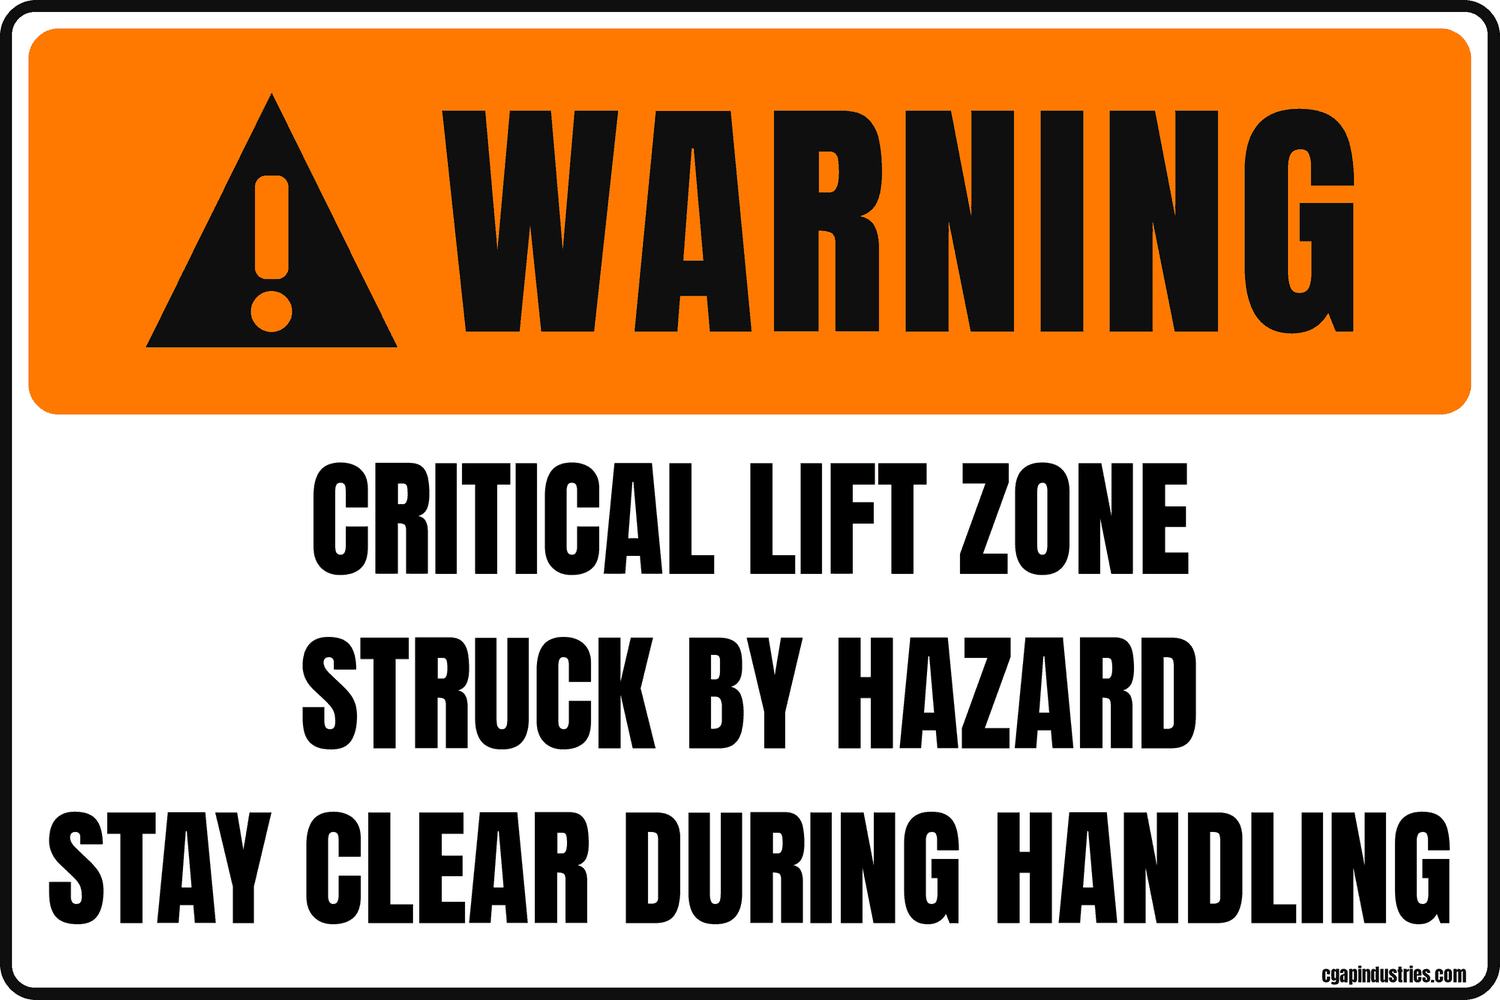 WARNING
CRITICAL LIFT ZONE
STRUCK BY HAZARD
STAY CLEAR DURING HANDLING
cgapindustries.com